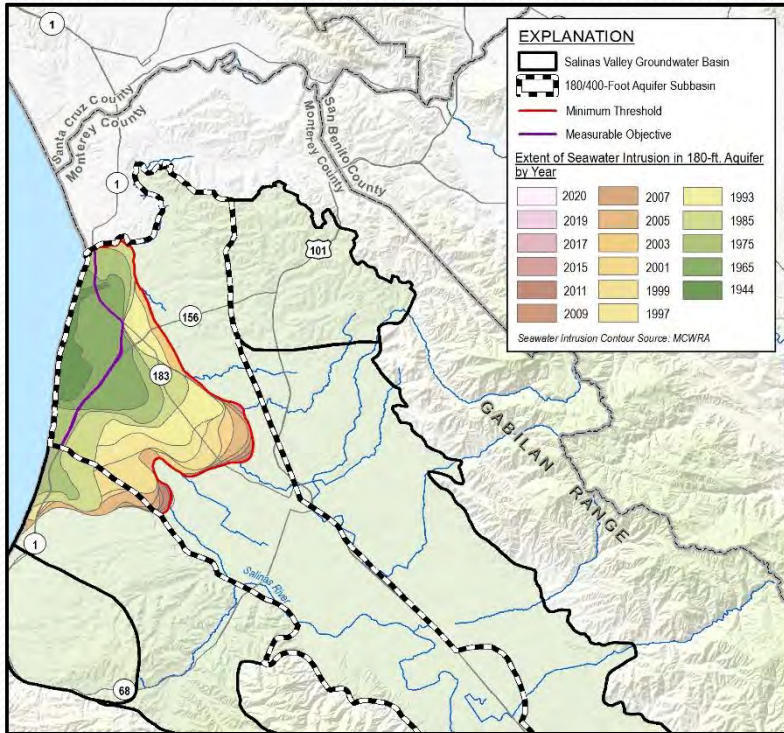 1
EXPLANATION
Salinas Valley Groundwater Basin
180/400-Foot Aquifer Subbasin
Minimum Threshold
Measurable Objective
Extent of Seawater Intrusion in 180-ft. Aquifer
by Year
2020
2007
1993
2019
2005
1985
2017
2003
1975
2015
2001
1965
2011
1999
1944
2009
1997
Seawater Intrusion Contour Source: MCWRA
Santa Cruz County
Monterey County
San Benito County
Monterey County
1
101
156
183
GABILAN RANGE
1
Salinas River
68